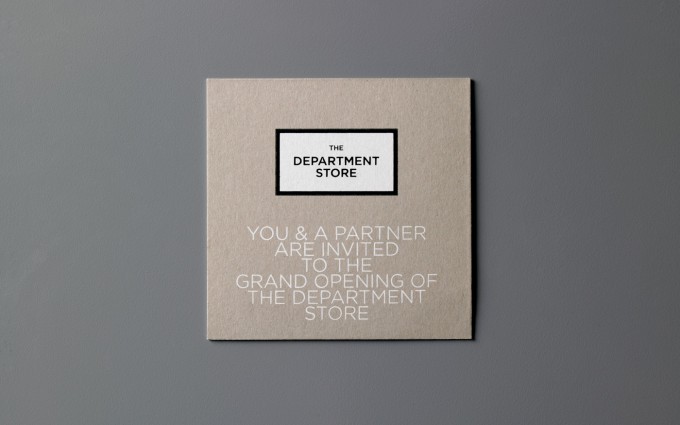 THE
DEPARTMENT
STORE
YOU & A PARTNER
ARE INVITED
TO THE
GRAND OPENING OF
THE DEPARTMENT
STORE